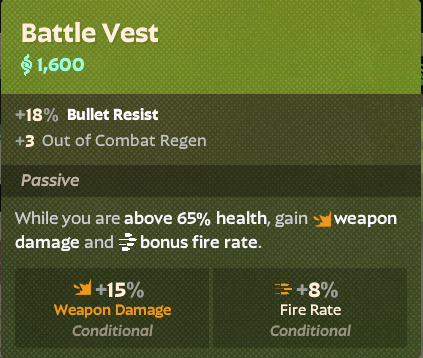 Battle Vest
1,600
+18% Bullet Resist
+3 Out of Combat Regen
Passive
While you are above 65% health, gain weapon
damage and bonus fire rate.
+15%
Weapon Damage
Conditional
+8%
Fire Rate
Conditional